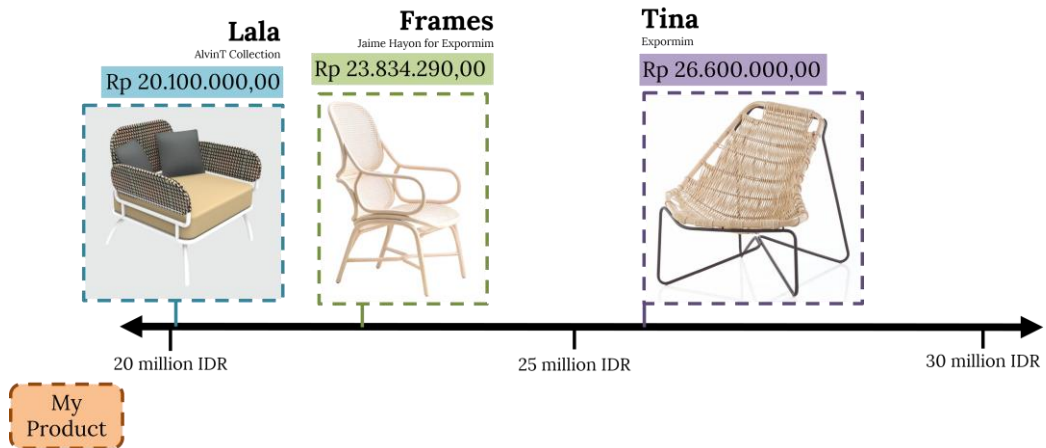 Lala
AlvinT Collection
Rp 20.100.000,00
Frames
Jaime Hayon for Expormim
Rp 23.834.290,00
Tina
Expormim
Rp 26.600.000,00
20 million IDR
25 million IDR
30 million IDR
My
Product